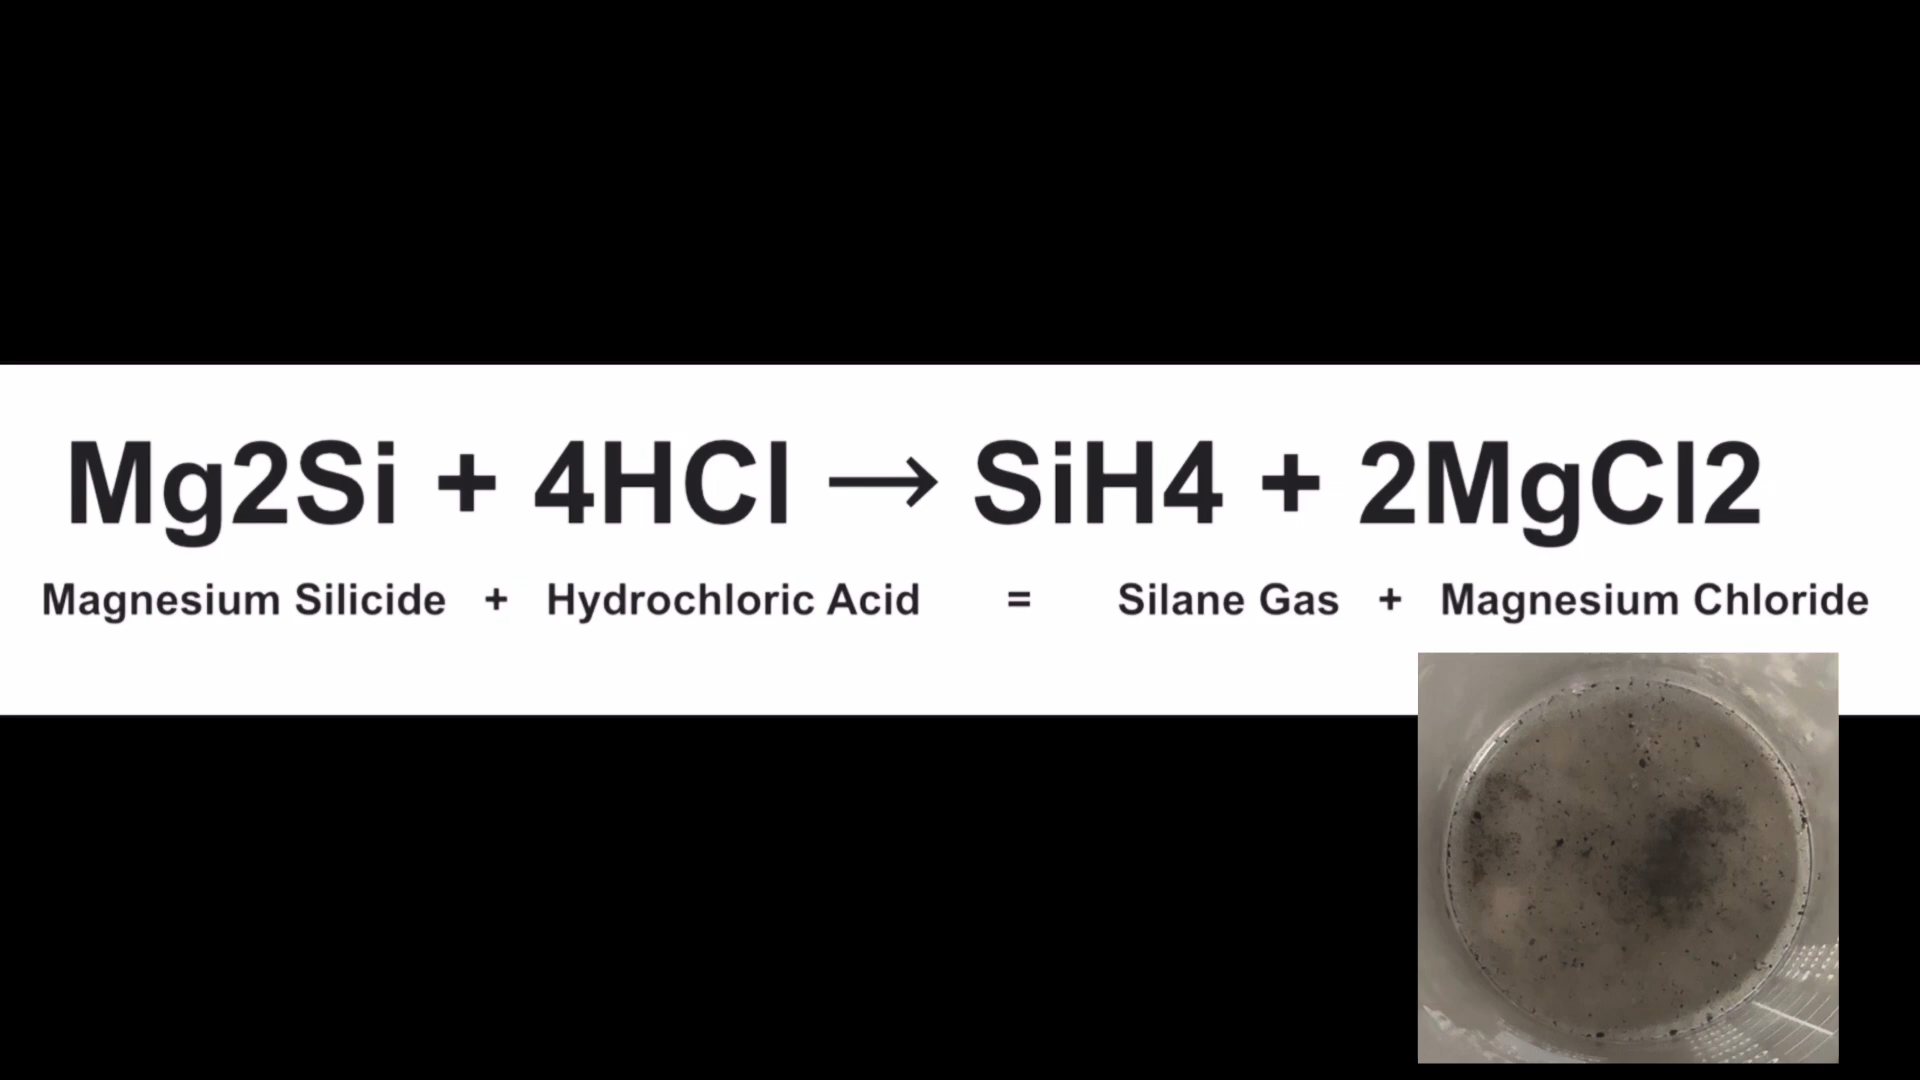 Mg2Si + 4HCl → SiH4 + 2MgCl2
Magnesium Silicide + Hydrochloric Acid = Silane Gas + Magnesium Chloride